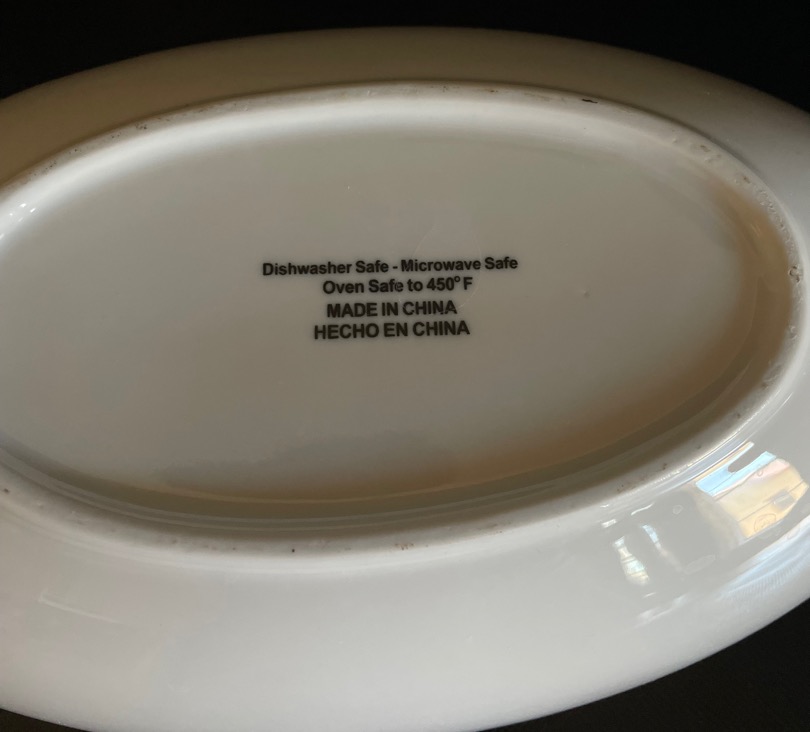 Dishwasher Safe - Microwave Safe
Oven Safe to 450° F
MADE IN CHINA
HECHO EN CHINA